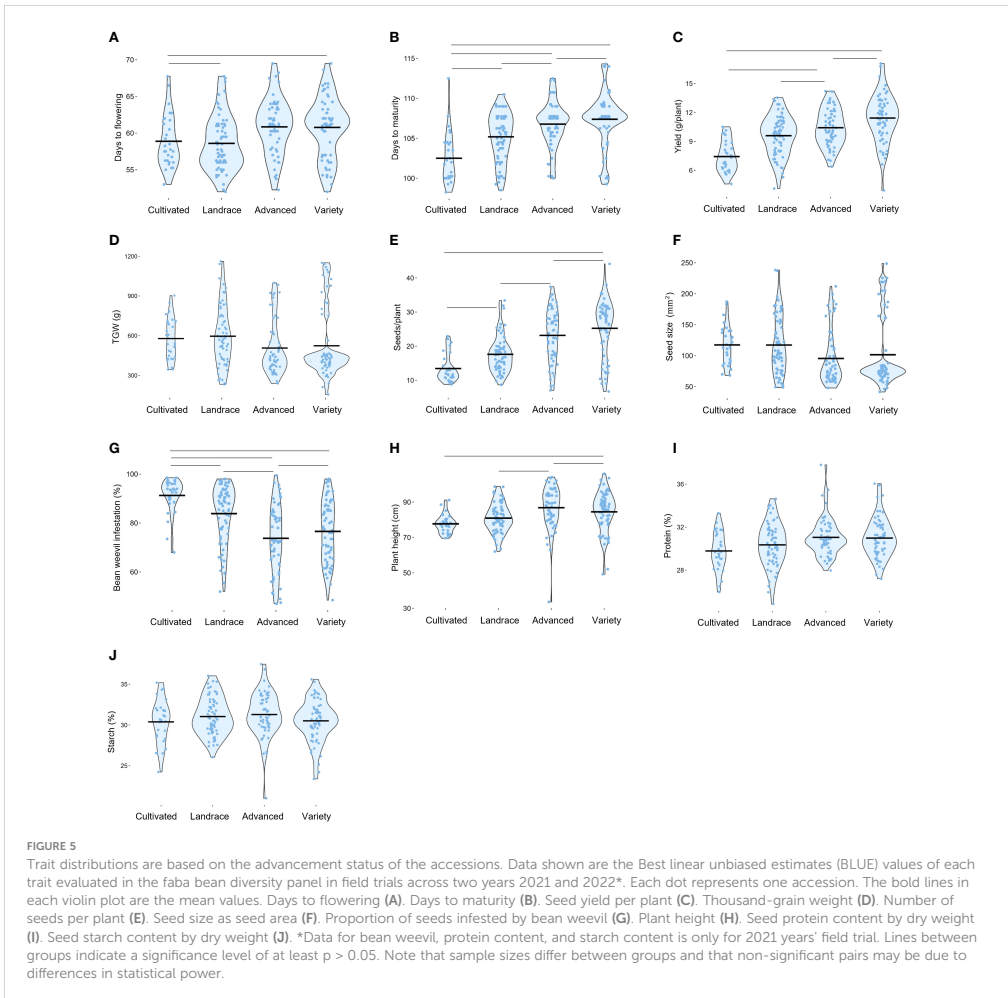 A
B
C
70
65
60
55
Days to flowering
Cultivated Landrace Advanced Variety
115
110
105
100
Days to maturity
Cultivated Landrace Advanced Variety
15
12
9
6
Yield (g/plant)
Cultivated Landrace Advanced Variety
D
E
F
1200
900
600
300
TGW (g)
Cultivated Landrace Advanced Variety
40
30
20
10
Seeds/plant
Cultivated Landrace Advanced Variety
250
200
150
100
50
Seed size (mm²)
Cultivated Landrace Advanced Variety
G
H
I
100
80
60
Bean weevil infestation (%)
Cultivated Landrace Advanced Variety
90
70
50
30
Plant height (cm)
Cultivated Landrace Advanced Variety
36
32
28
Protein (%)
Cultivated Landrace Advanced Variety
J
35
30
25
Starch (%)
Cultivated Landrace Advanced Variety
FIGURE 5
Trait distributions are based on the advancement status of the accessions. Data shown are the Best linear unbiased estimates (BLUE) values of each
trait evaluated in the faba bean diversity panel in field trials across two years 2021 and 2022*. Each dot represents one accession. The bold lines in
each violin plot are the mean values. Days to flowering (A). Days to maturity (B). Seed yield per plant (C). Thousand-grain weight (D). Number of
seeds per plant (E). Seed size as seed area (F). Proportion of seeds infested by bean weevil (G). Plant height (H). Seed protein content by dry weight
(I). Seed starch content by dry weight (J). *Data for bean weevil, protein content, and starch content is only for 2021 years' field trial. Lines between
groups indicate a significance level of at least p > 0.05. Note that sample sizes differ between groups and that non-significant pairs may be due to
differences in statistical power.